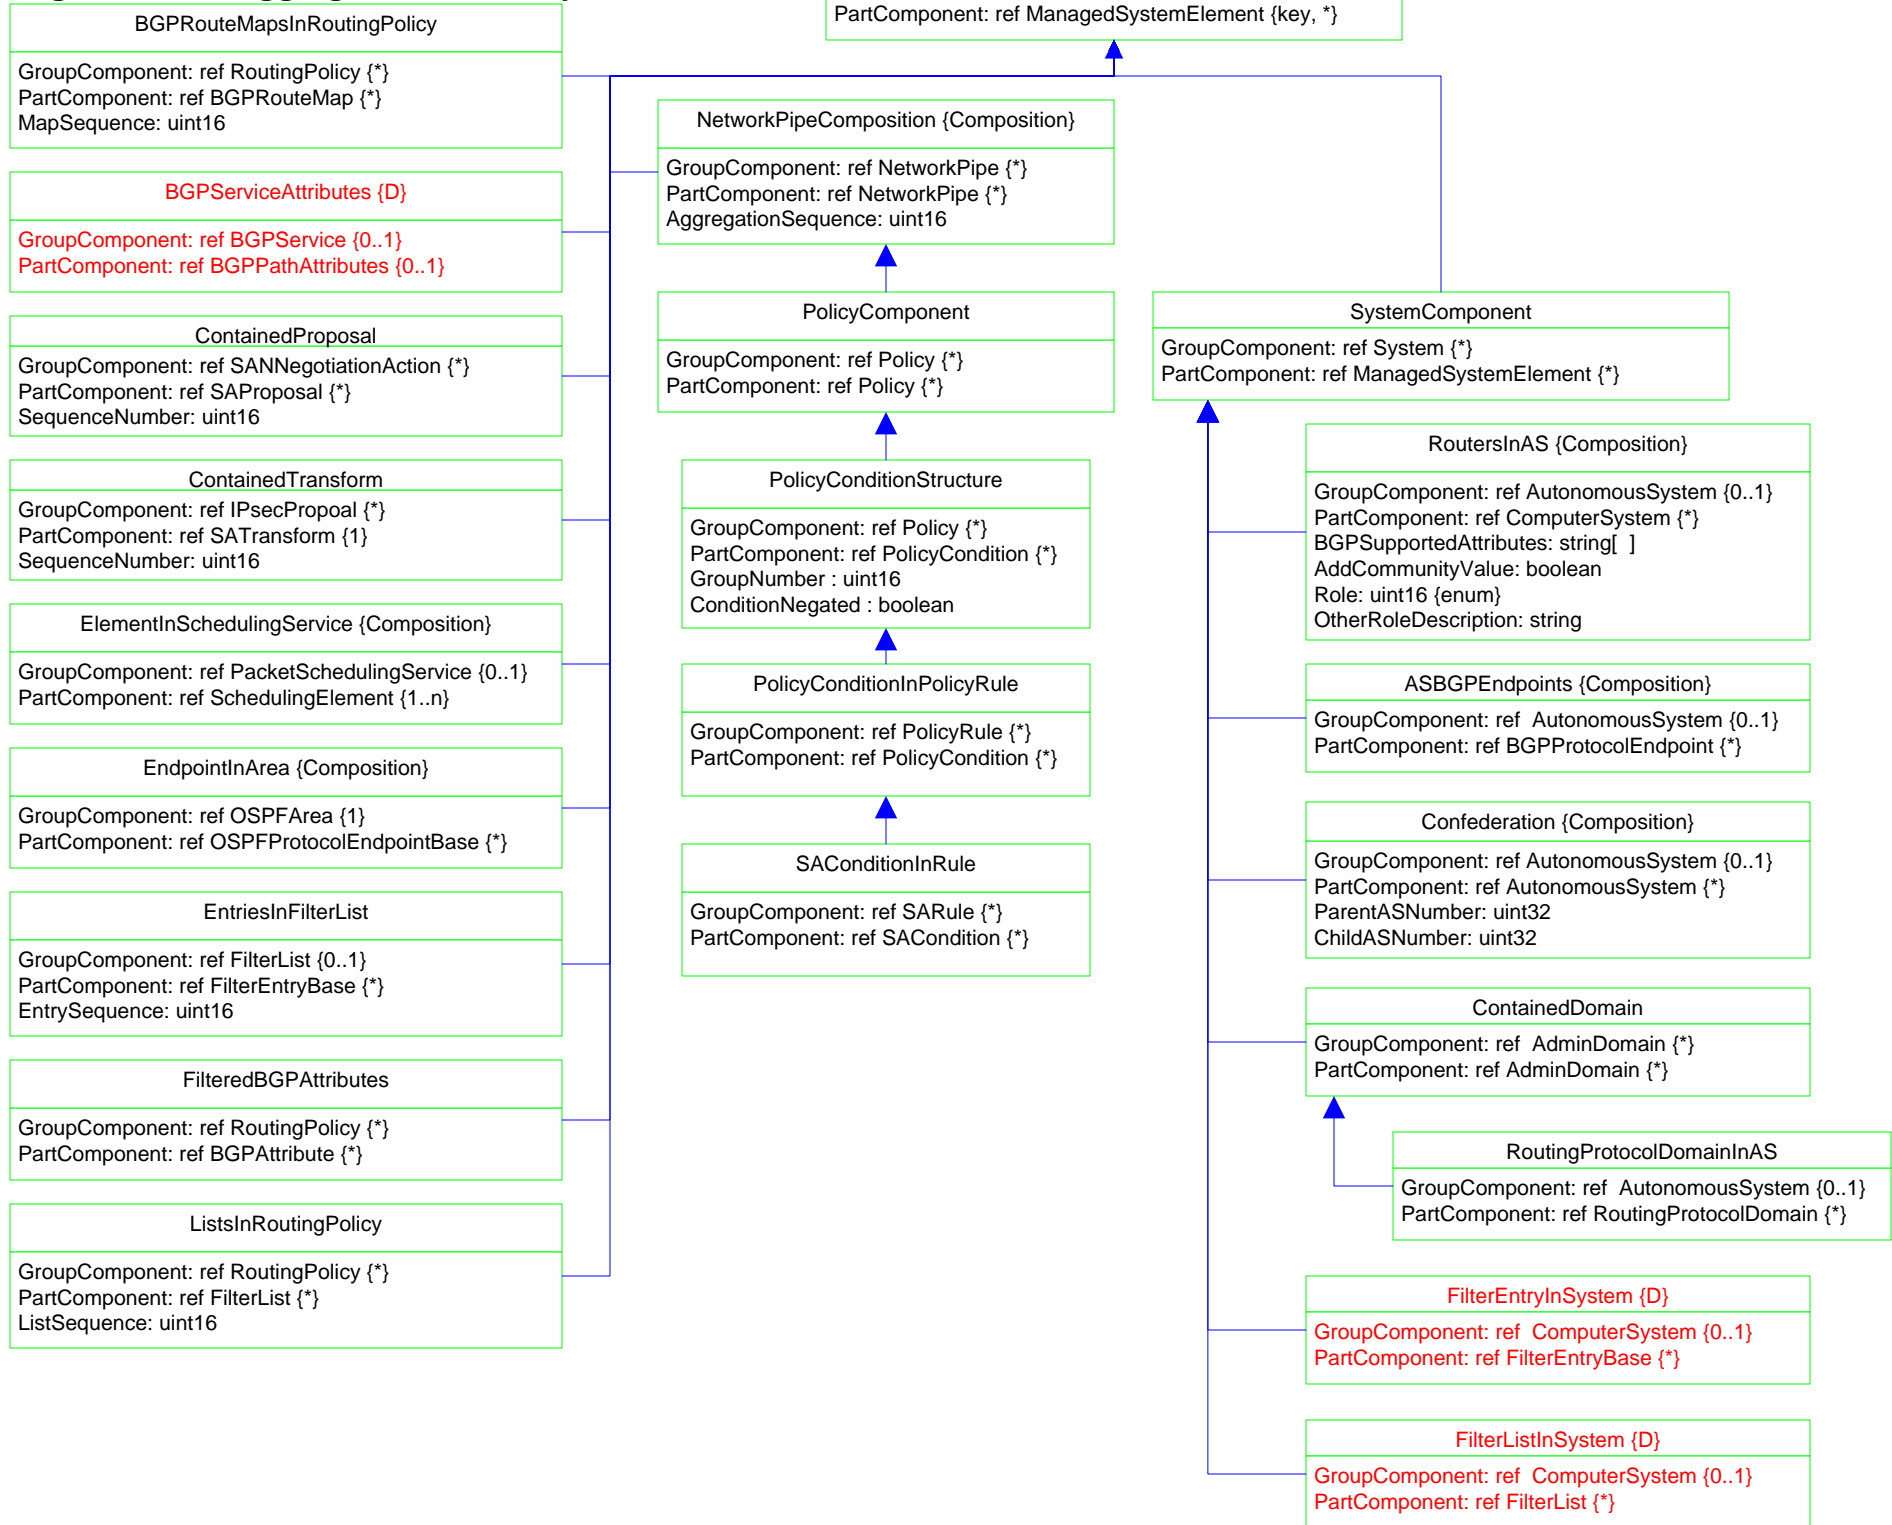 PartComponent: ref ManagedSystemElement {key, *}
BGPRouteMapsInRoutingPolicy
GroupComponent: ref RoutingPolicy {*}
PartComponent: ref BGPRouteMap {*}
MapSequence: uint16
BGPServiceAttributes {D}
GroupComponent: ref BGPService {0..1}
PartComponent: ref BGPPathAttributes {0..1}
ContainedProposal
GroupComponent: ref SANNegotiationAction {*}
PartComponent: ref SAProposal {*}
SequenceNumber: uint16
ContainedTransform
GroupComponent: ref IPsecPropoal {*}
PartComponent: ref SATransform {1}
SequenceNumber: uint16
ElementInSchedulingService {Composition}
GroupComponent: ref PacketSchedulingService {0..1}
PartComponent: ref SchedulingElement {1..n}
EndpointInArea {Composition}
GroupComponent: ref OSPFArea {1}
PartComponent: ref OSPFProtocolEndpointBase {*}
EntriesInFilterList
GroupComponent: ref FilterList {0..1}
PartComponent: ref FilterEntryBase {*}
EntrySequence: uint16
FilteredBGPAttributes
GroupComponent: ref RoutingPolicy {*}
PartComponent: ref BGPAttribute {*}
ListsInRoutingPolicy
GroupComponent: ref RoutingPolicy {*}
PartComponent: ref FilterList {*}
ListSequence: uint16
NetworkPipeComposition {Composition}
GroupComponent: ref NetworkPipe {*}
PartComponent: ref NetworkPipe {*}
AggregationSequence: uint16
PolicyComponent
GroupComponent: ref Policy {*}
PartComponent: ref Policy {*}
PolicyConditionStructure
GroupComponent: ref Policy {*}
PartComponent: ref PolicyCondition {*}
GroupNumber : uint16
ConditionNegated : boolean
PolicyConditionInPolicyRule
GroupComponent: ref PolicyRule {*}
PartComponent: ref PolicyCondition {*}
SAConditionInRule
GroupComponent: ref SARule {*}
PartComponent: ref SACondition {*}
SystemComponent
GroupComponent: ref System {*}
PartComponent: ref ManagedSystemElement {*}
RoutersInAS {Composition}
GroupComponent: ref AutonomousSystem {0..1}
PartComponent: ref ComputerSystem {*}
BGPSupportedAttributes: string[  ]
AddCommunityValue: boolean
Role: uint16 {enum}
OtherRoleDescription: string
ASBGPEndpoints {Composition}
GroupComponent: ref  AutonomousSystem {0..1}
PartComponent: ref BGPProtocolEndpoint {*}
Confederation {Composition}
GroupComponent: ref AutonomousSystem {0..1}
PartComponent: ref AutonomousSystem {*}
ParentASNumber: uint32
ChildASNumber: uint32
ContainedDomain
GroupComponent: ref  AdminDomain {*}
PartComponent: ref AdminDomain {*}
RoutingProtocolDomainInAS
GroupComponent: ref  AutonomousSystem {0..1}
PartComponent: ref RoutingProtocolDomain {*}
FilterEntryInSystem {D}
GroupComponent: ref  ComputerSystem {0..1}
PartComponent: ref FilterEntryBase {*}
FilterListInSystem {D}
GroupComponent: ref  ComputerSystem {0..1}
PartComponent: ref FilterList {*}